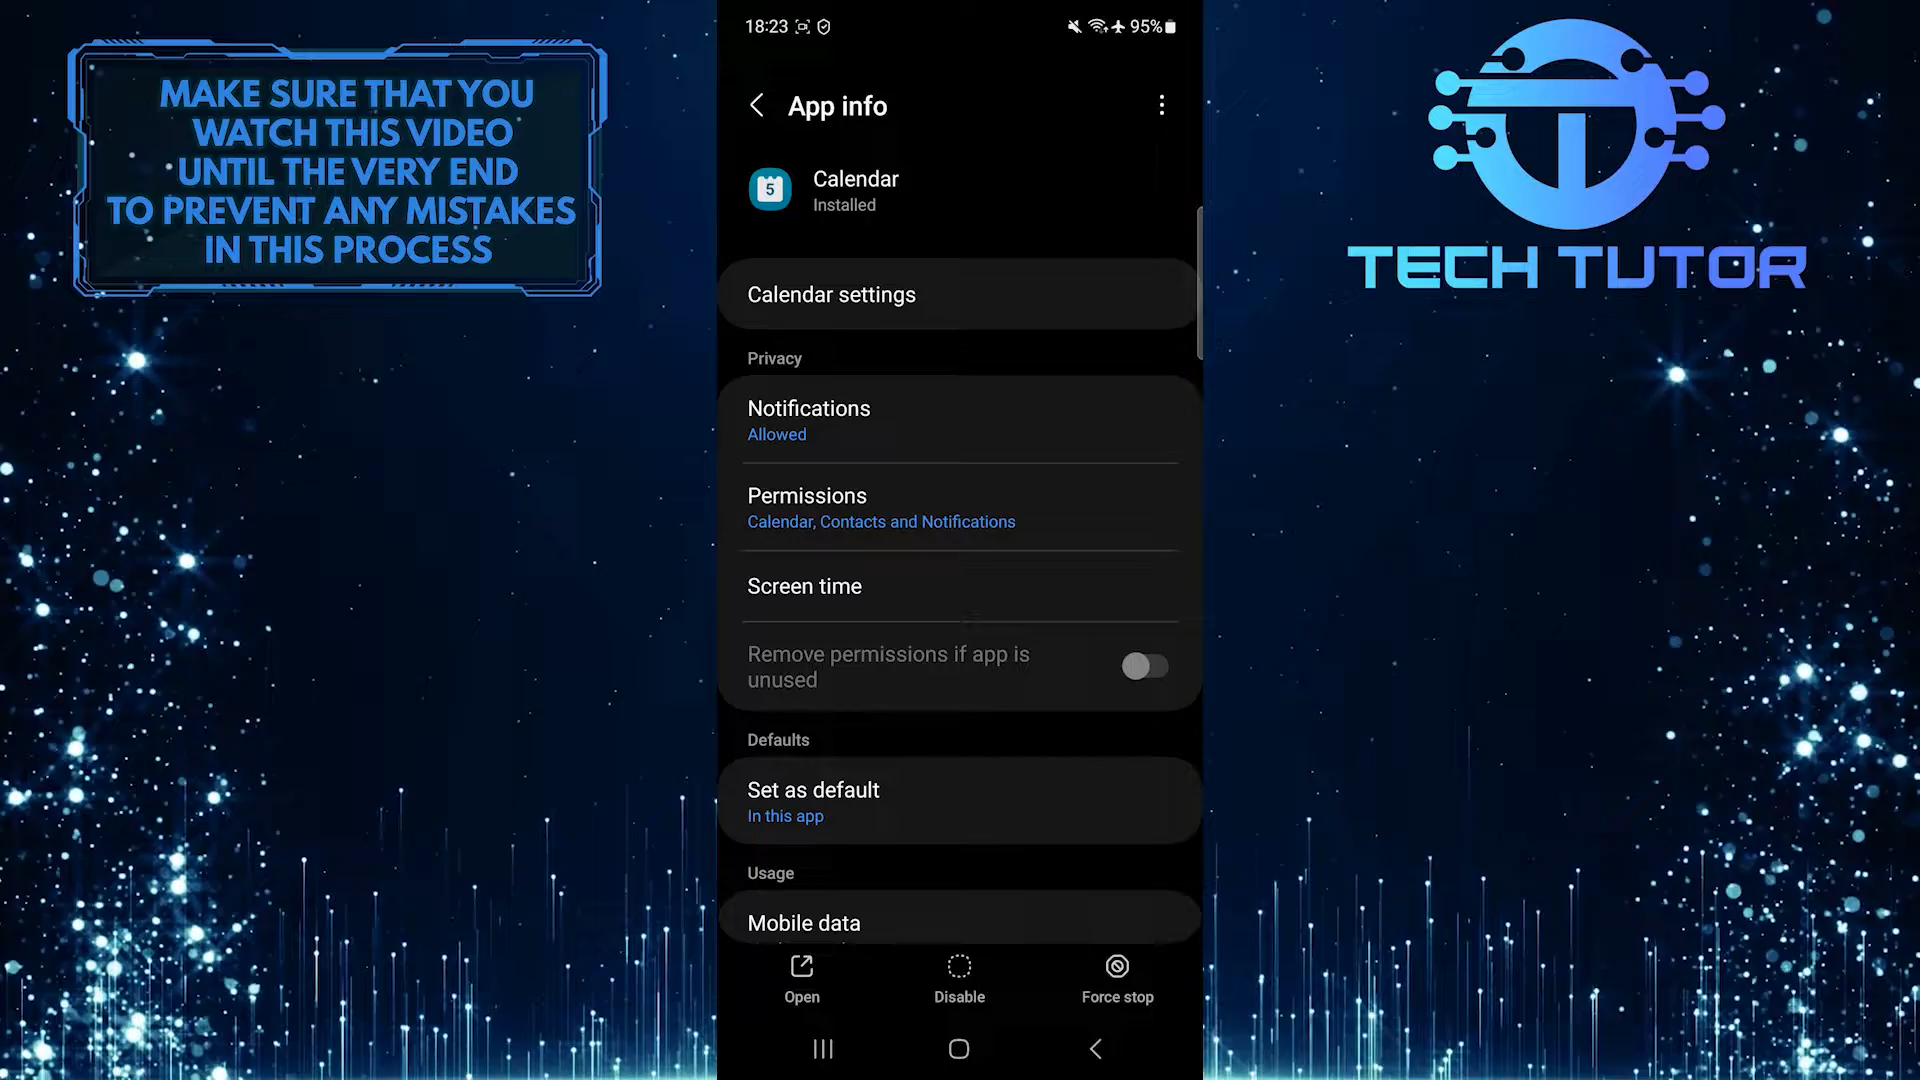 MAKE SURE THAT YOU
WATCH THIS VIDEO
UNTIL THE VERY END
TO PREVENT ANY MISTAKES
IN THIS PROCESS
18:23
95%
App info
5
Calendar
Installed
Calendar settings
Privacy
Notifications
Allowed
Permissions
Calendar, Contacts and Notifications
Screen time
Remove permissions if app is
unused
Defaults
Set as default
In this app
Usage
Mobile data
Open
Disable
Force stop
TECH TUTOR